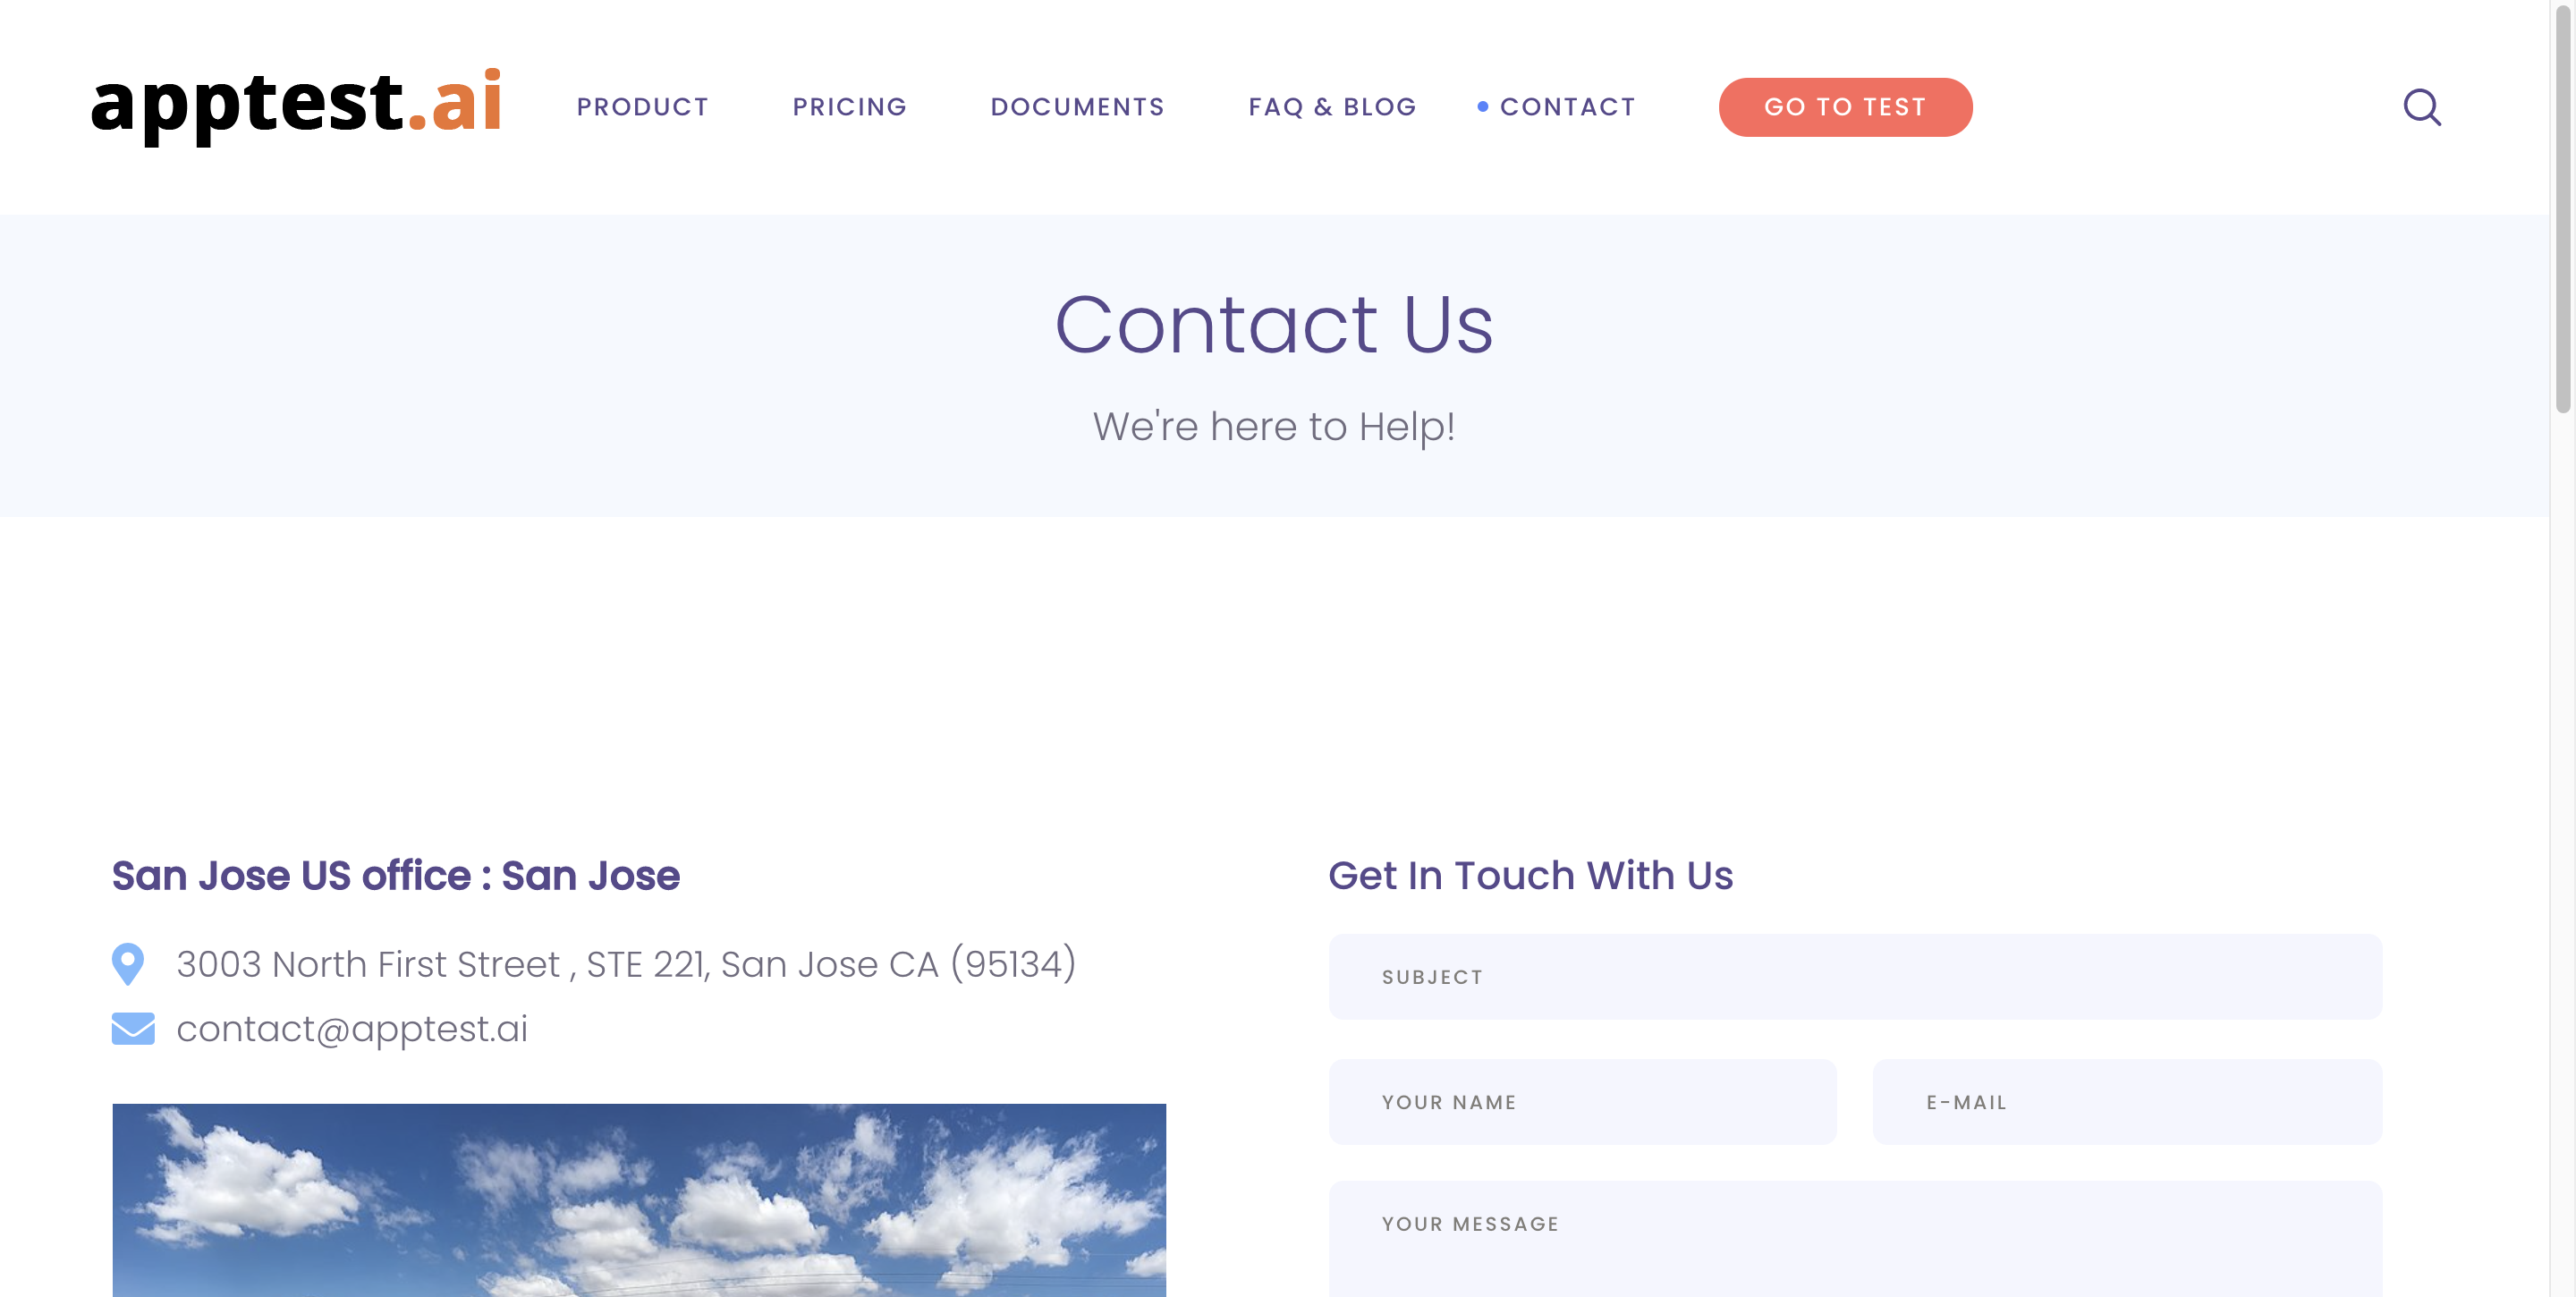 apptest.ai
PRODUCT
PRICING
DOCUMENTS
FAQ & BLOG
CONTACT
GO TO TEST
Contact Us
We're here to Help!
San Jose US office : San Jose
3003 North First Street , STE 221, San Jose CA (95134)
contact@apptest.ai
Get In Touch With Us
SUBJECT
YOUR NAME
E-MAIL
YOUR MESSAGE